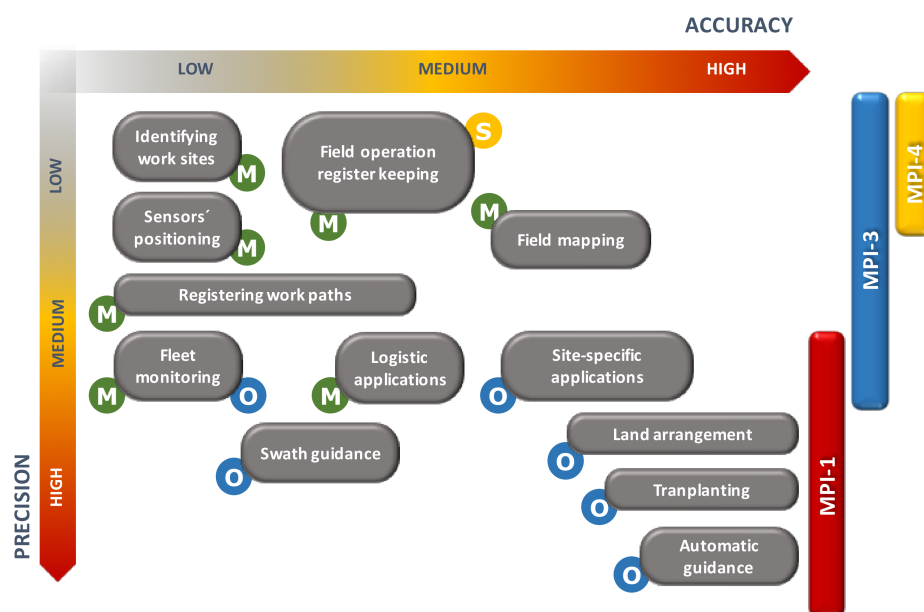 ACCURACY
LOW
MEDIUM
HIGH
PRECISION
LOW
MEDIUM
HIGH
Identifying
work sites
M
Field operation
register keeping
S
M
Sensors´
positioning
M
M
Field mapping
Registering work paths
M
Fleet
monitoring
M
O
Logistic
applications
M
Site-specific
applications
O
Swath guidance
O
Land arrangement
O
Tranplanting
O
Automatic
guidance
O
MPI-1
MPI-3
MPI-4